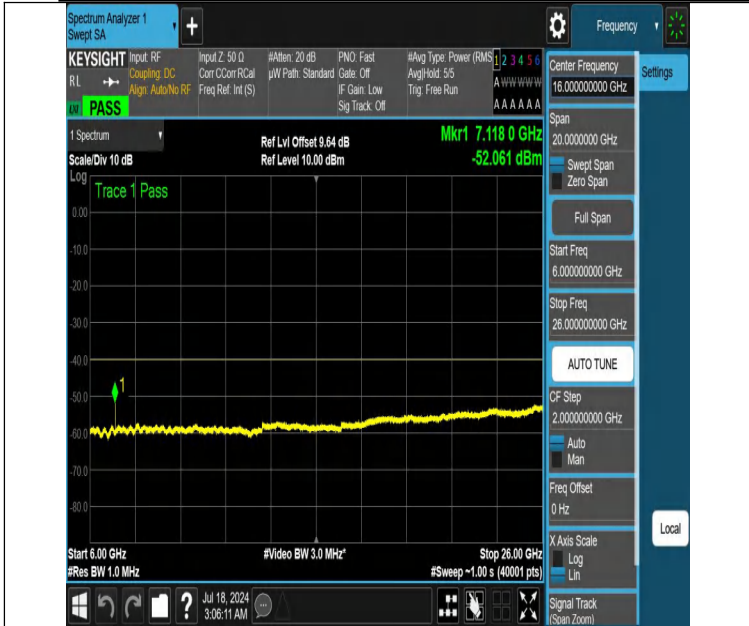 Spectrum Analyzer 1
Swept SA
Frequency
KEYSIGHT
RL
LXI
PASS
Input: RF
Coupling: DC
Align: Auto/No RF
Input Z: 50 Ω
Corr CCorr RCal
Freq Ref: Int (S)
#Atten: 20 dB
µW Path: Standard
PNO: Fast
Gate: Off
IF Gain: Low
Sig Track: Off
#Avg Type: Power (RMS
Avg|Hold: 5/5
Trig: Free Run
1 2 3 4 5 6
A W W W W W
A A A A A A
1 Spectrum
Scale/Div 10 dB
Ref Lvl Offset 9.64 dB
Ref Level 10.00 dBm
Mkr1 7.118 0 GHz
-52.061 dBm
Log
Trace 1 Pass
0.00
-10.0
-20.0
-30.0
-40.0
-50.0
-60.0
-70.0
-80.0
1
Start 6.00 GHz
#Res BW 1.0 MHz
#Video BW 3.0 MHz*
Stop 26.00 GHz
#Sweep ~1.00 s (40001 pts)
?
Jul 18, 2024
3:06:11 AM
Center Frequency
16.000000000 GHz
Settings
Span
20.0000000 GHz
Swept Span
Zero Span
Full Span
Start Freq
6.000000000 GHz
Stop Freq
26.000000000 GHz
AUTO TUNE
CF Step
2.000000000 GHz
Auto
Man
Freq Offset
0 Hz
X Axis Scale
Log
Lin
Signal Track
(Span Zoom)
Local